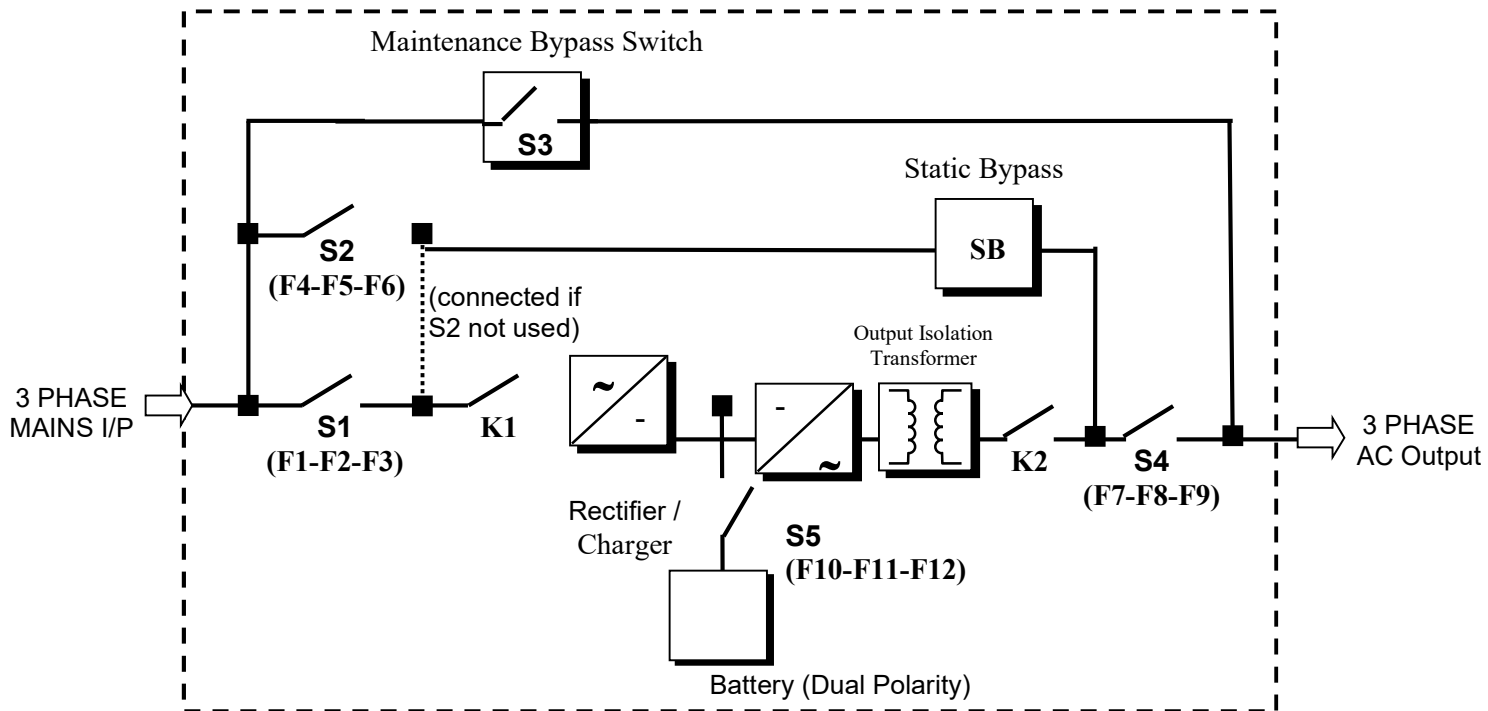 Maintenance Bypass Switch
S3
Static Bypass
SB
S2
(F4-F5-F6)
(connected if
S2 not used)
Output Isolation
Transformer
3 PHASE
MAINS I/P
S1
(F1-F2-F3)
K1
~
-
-
~
K2
S4
(F7-F8-F9)
3 PHASE
AC Output
Rectifier /
Charger
S5
(F10-F11-F12)
Battery (Dual Polarity)